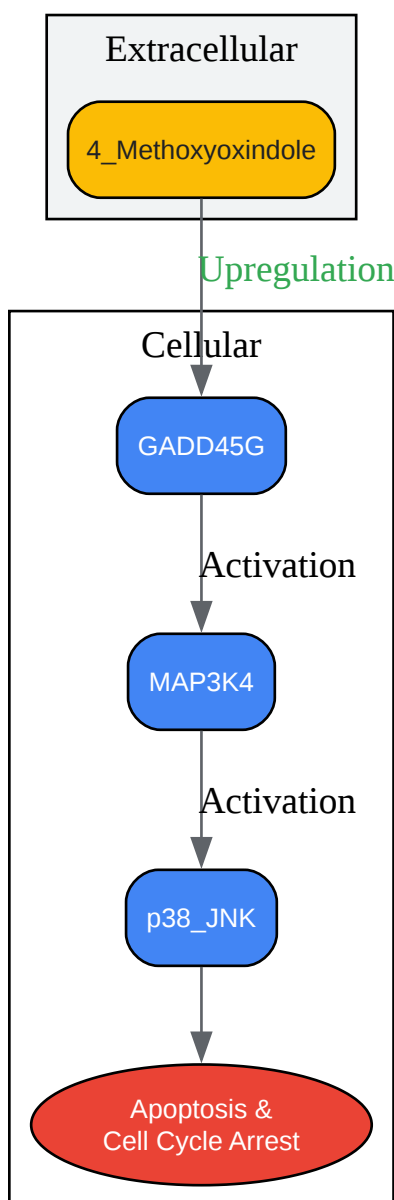 Extracellular
4_Methoxyoxindole
Upregulation
Cellular
GADD45G
Activation
MAP3K4
Activation
p38_JNK
Apoptosis &
Cell Cycle Arrest